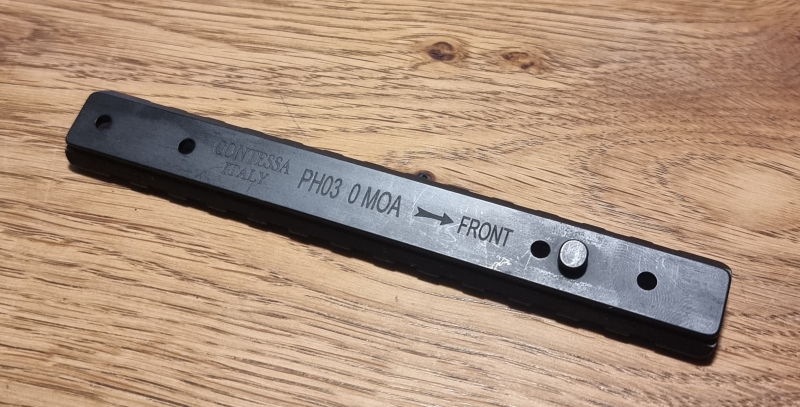 CONTESSA
ITALY
PH03 0 MOA FRONT